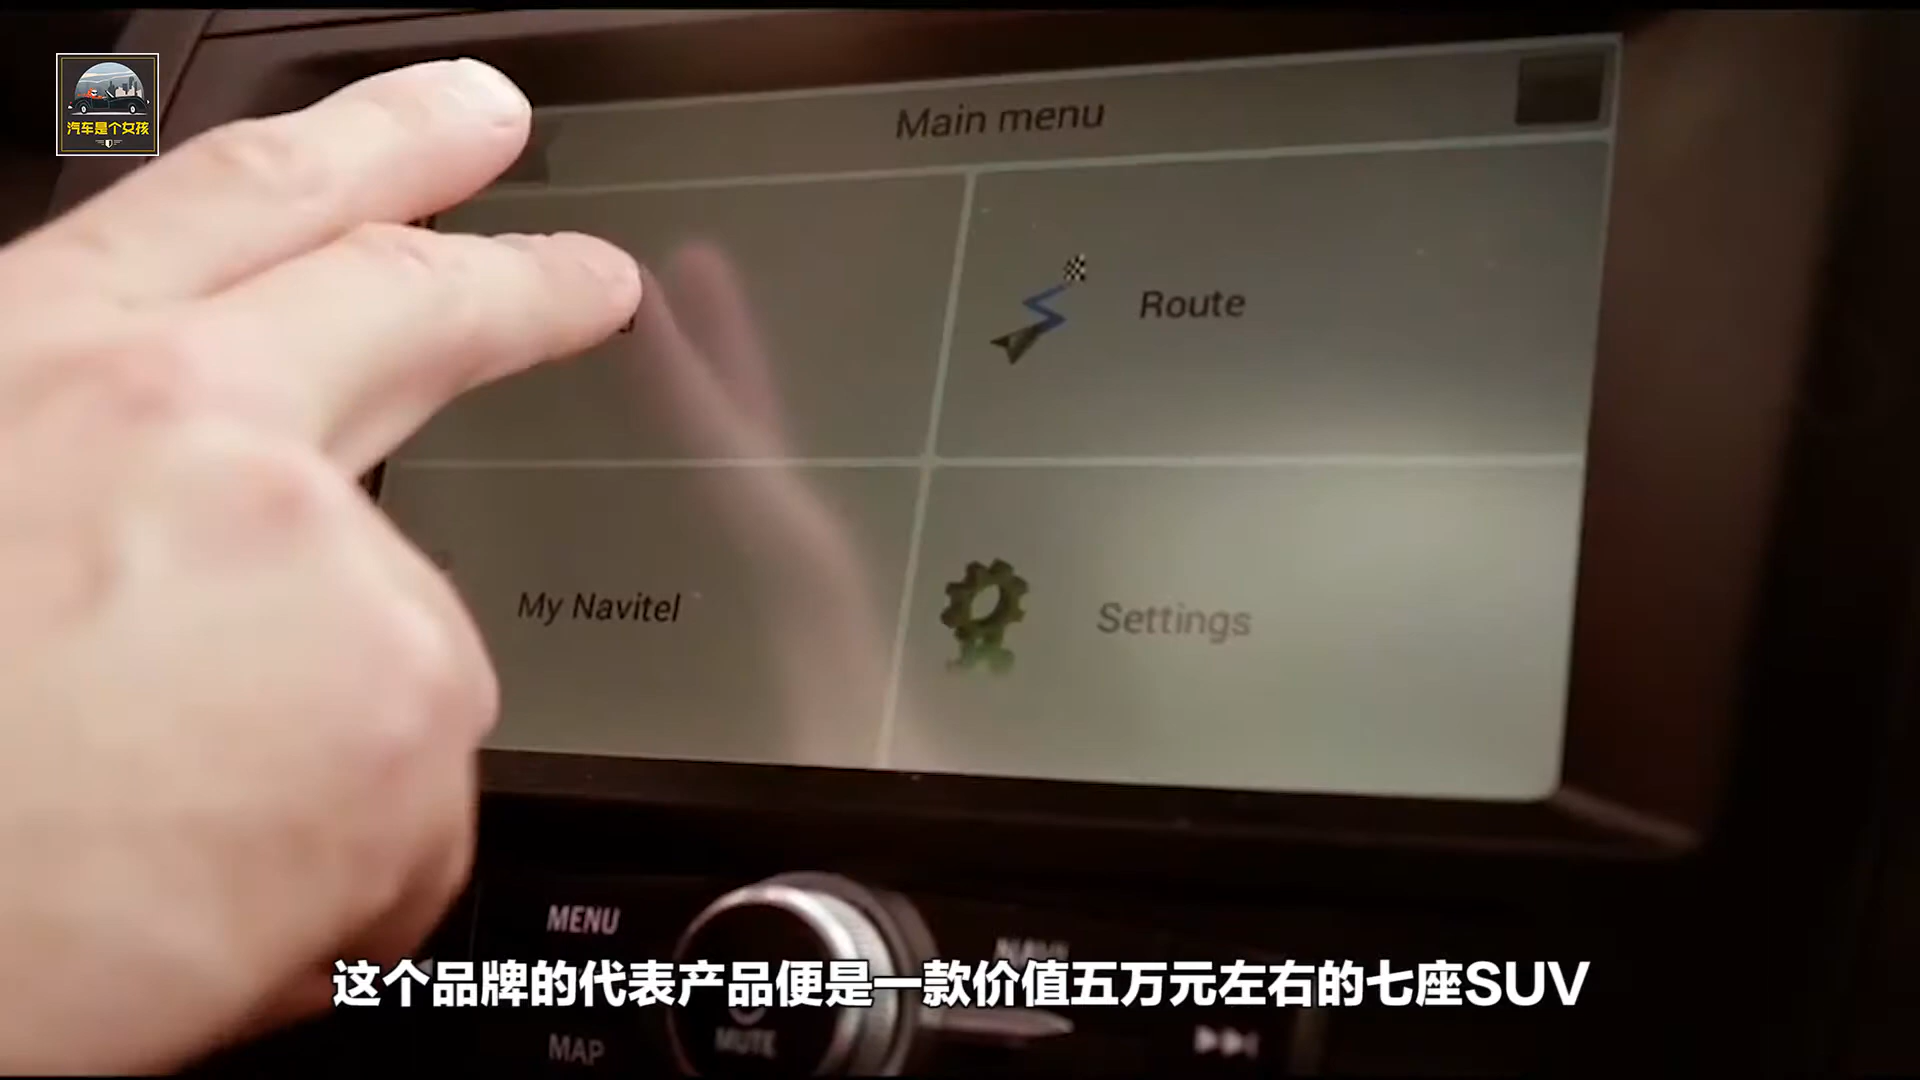 汽车是个女孩
Main menu
Route
My Navitel
Settings
MENU
这个品牌的代表产品便是一款价值五万元左右的七座SUV
MUTE
MAP